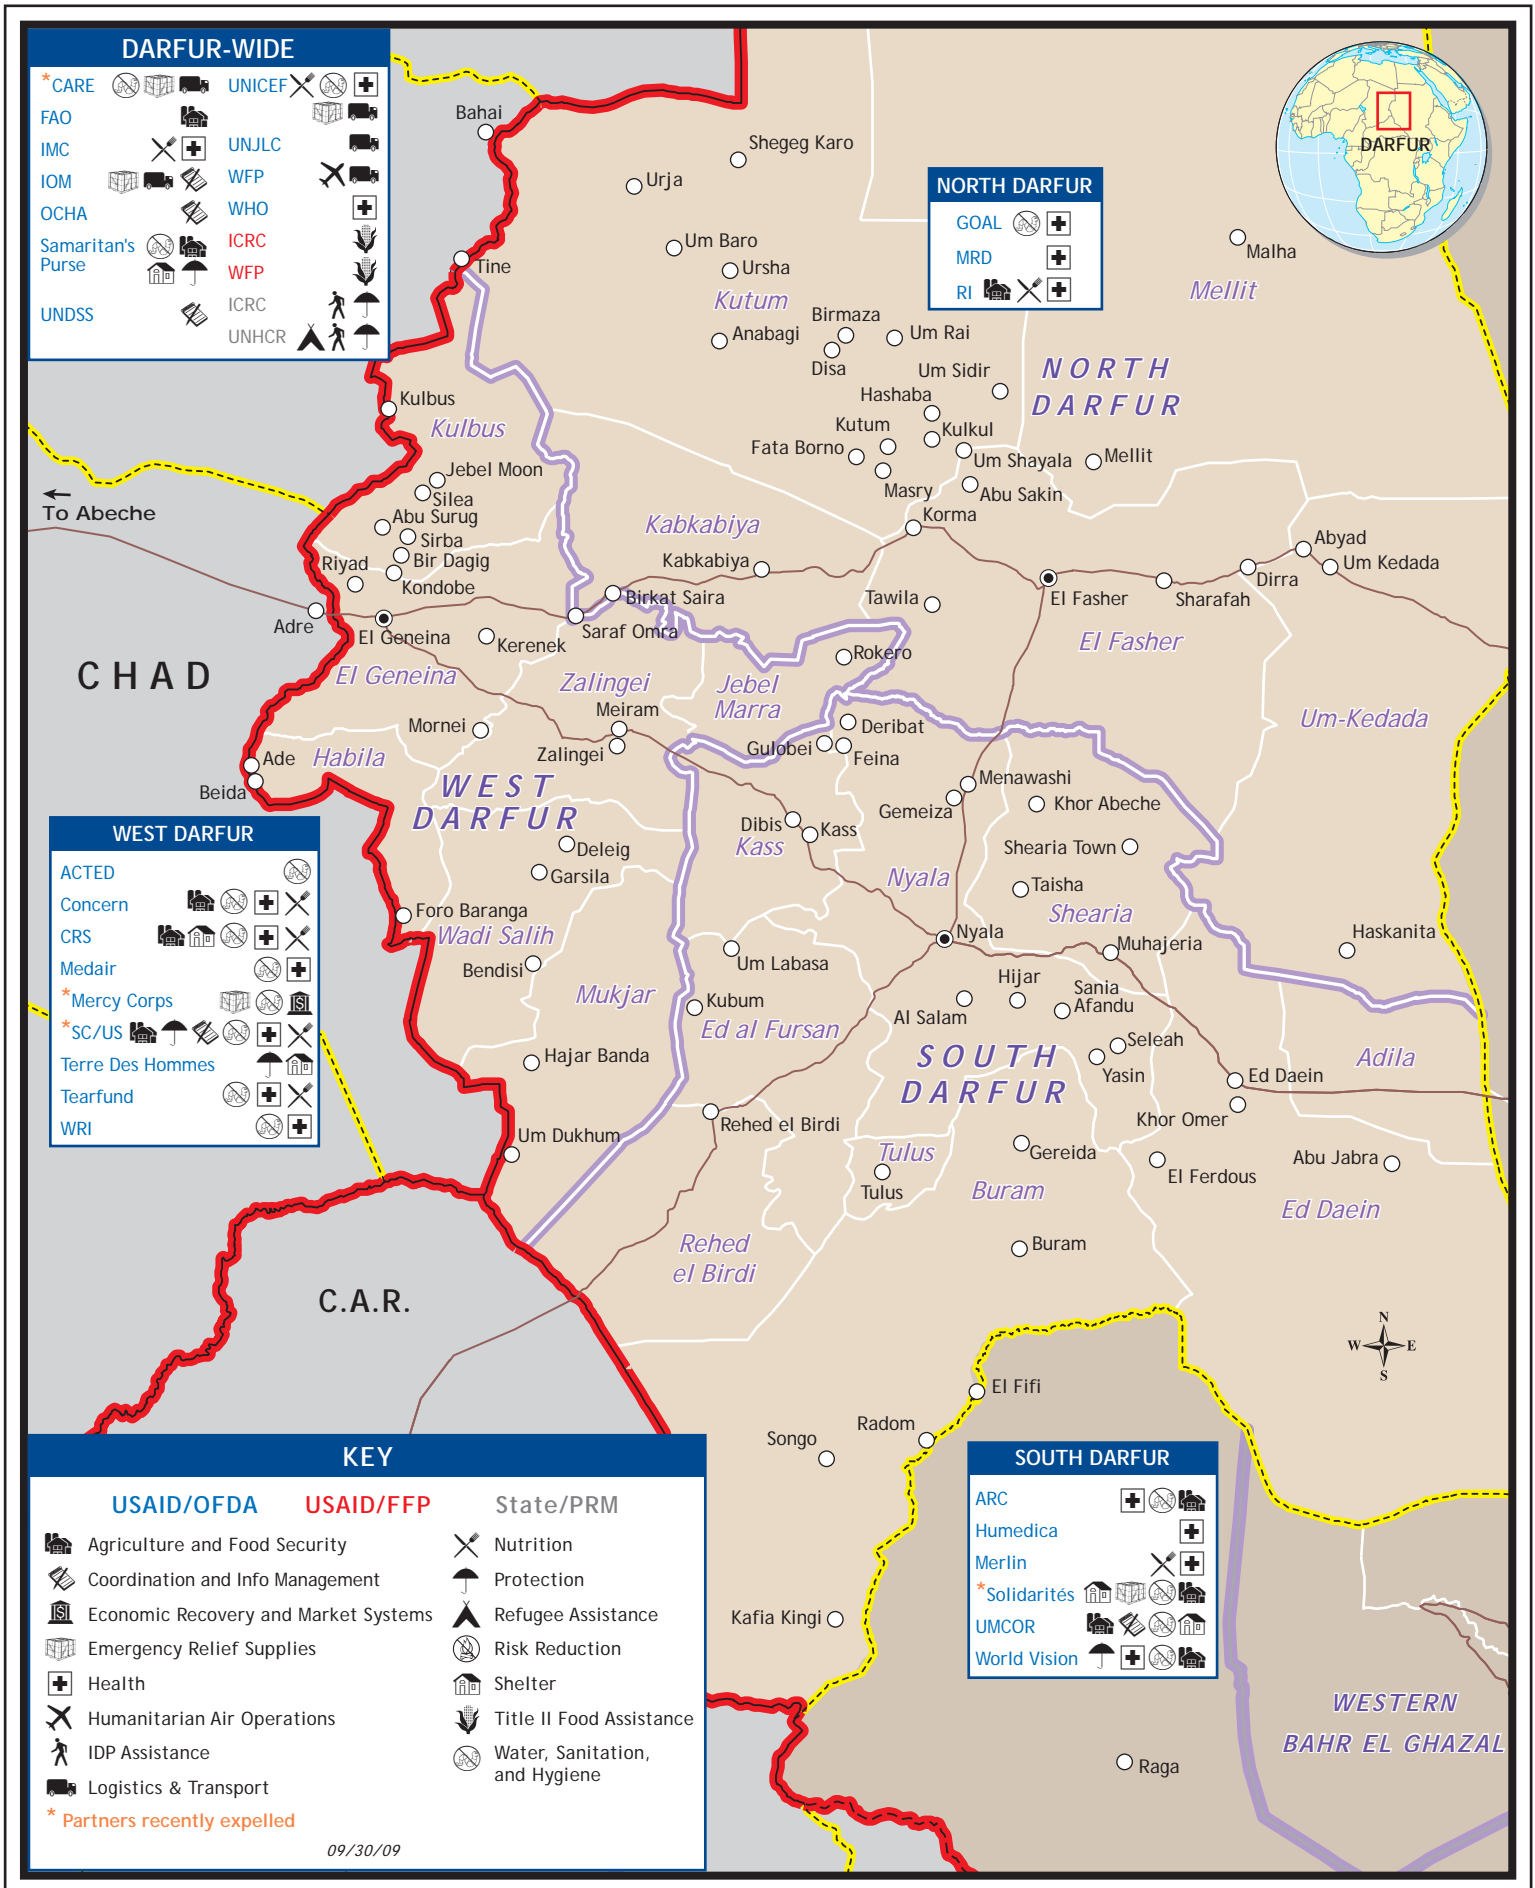 DARFUR-WIDE
*CARE
FAO
IMC
IOM
OCHA
Samaritan's
Purse
UNDSS
UNICEF
UNJLC
WFP
WHO
ICRC
WFP
ICRC
UNHCR
NORTH DARFUR
GOAL
MRD
RI
DARFUR
Bahai
Shegeg Karo
Urja
Um Baro
Ursha
Tine
Kutum
Malha
Mellit
Anabagi
Birmaza
Disa
Um Rai
Um Sidir
NORTH
DARFUR
Hashaba
Kulbus
Kulbus
Kutum
Kulkul
Fata Borno
Um Shayala
Mellit
Masry
Abu Sakin
Jebel Moon
Silea
Abu Surug
Sirba
Bir Dagig
Riyad
Kondobe
To Abeche
Korma
Kabkabiya
Kabkabiya
Abyad
Um Kedada
Dirra
Sharafah
El Fasher
El Fasher
Tawila
Birkat Saira
Saraf Omra
Adre
El Geneina
Kerenek
CHAD
El Geneina
Zalingei
Jebel
Marra
Rokero
Meiram
Mornei
Zalingei
Deribat
Gulobei
Feina
Um-Kedada
Ade
Habila
Beida
WEST
DARFUR
Menawashi
Gemeiza
Khor Abeche
Dibis
Kass
Kass
Shearia Town
Deleig
Garsila
Nyala
Taisha
Shearia
WEST DARFUR
ACTED
Concern
CRS
Medair
*Mercy Corps
*SC/US
Terre Des Hommes
Tearfund
WRI
Foro Baranga
Wadi Salih
Bendisi
Nyala
Muhajeria
Haskanita
Um Labasa
Mukjar
Kubum
Ed al Fursan
Hijar
Al Salam
Sania
Afandu
Hajar Banda
SOUTH
DARFUR
Seleah
Yasin
Adila
Ed Daein
Khor Omer
Rehed el Birdi
Um Dukhum
Tulus
Tulus
Gereida
El Ferdous
Abu Jabra
Buram
Ed Daein
Rehed
el Birdi
Buram
C.A.R.
N
W
E
S
El Fifi
Radom
Songo
Kafia Kingi
SOUTH DARFUR
ARC
Humedica
Merlin
*Solidarités
UMCOR
World Vision
WESTERN
BAHR EL GHAZAL
Raga
KEY
USAID/OFDA USAID/FFP State/PRM
Agriculture and Food Security
Coordination and Info Management
Economic Recovery and Market Systems
Emergency Relief Supplies
Health
Humanitarian Air Operations
IDP Assistance
Logistics & Transport
* Partners recently expelled
Nutrition
Protection
Refugee Assistance
Risk Reduction
Shelter
Title II Food Assistance
Water, Sanitation,
and Hygiene
09/30/09